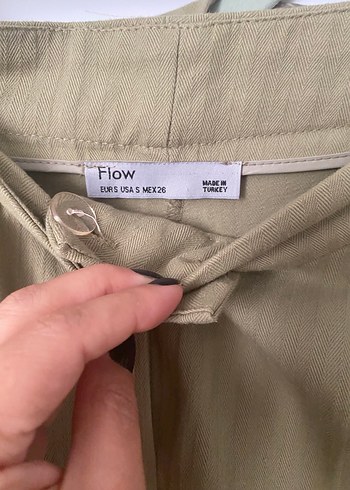 Flow
EUR S USA S MEX 26
MADE IN
TURKEY